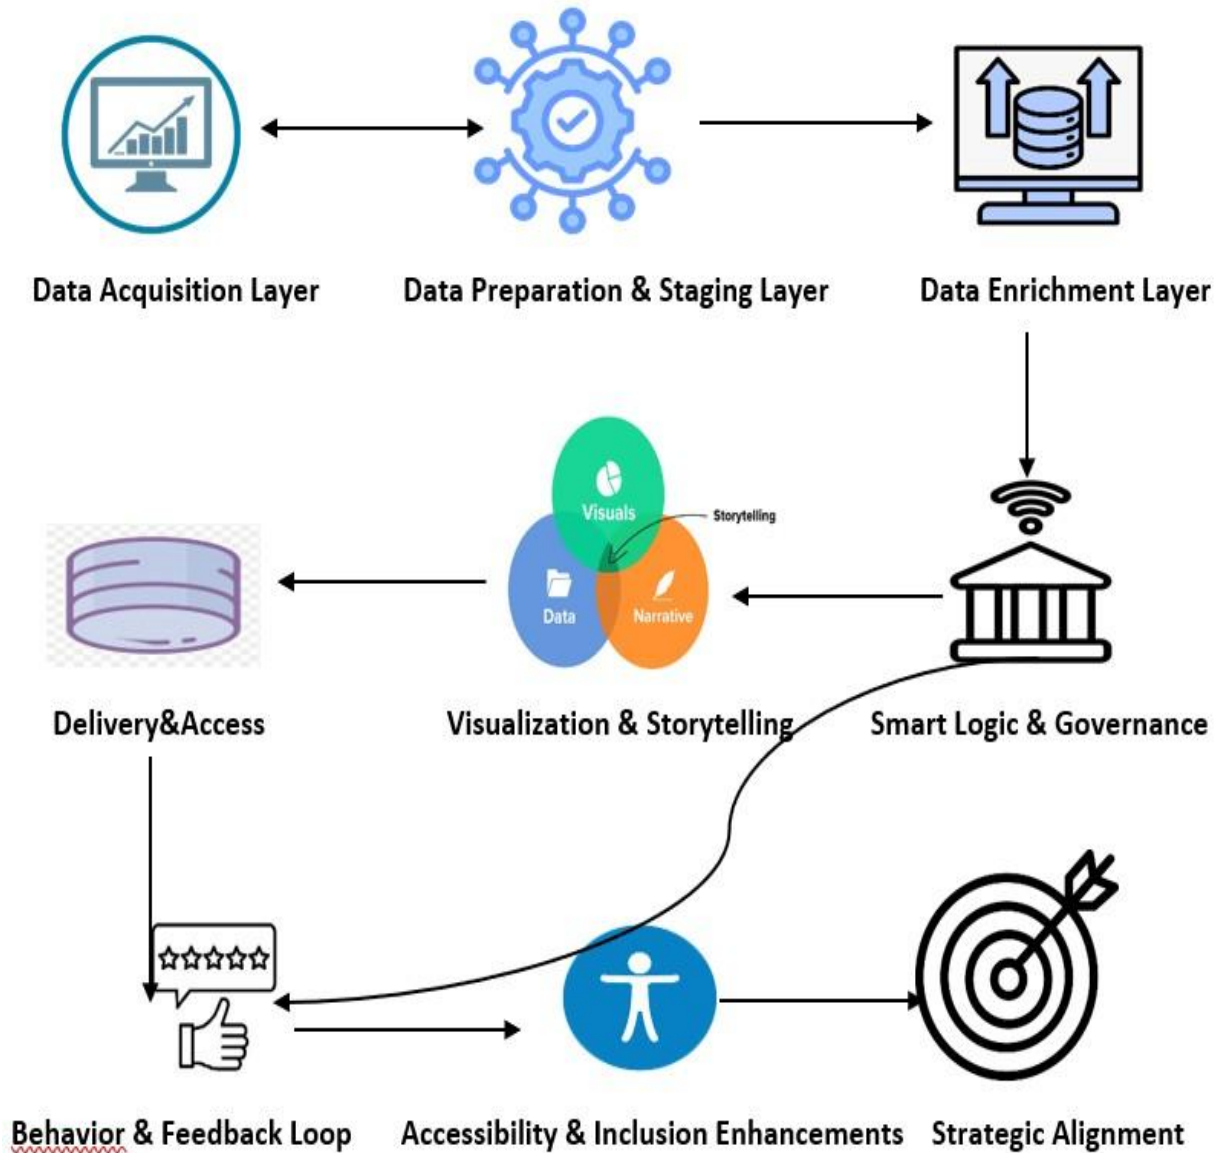 Data Acquisition Layer
Data Preparation & Staging Layer
Data Enrichment Layer
Visuals
Storytelling
Data
Narrative
Delivery&Access
Visualization & Storytelling
Smart Logic & Governance
Behavior & Feedback Loop
Accessibility & Inclusion Enhancements
Strategic Alignment